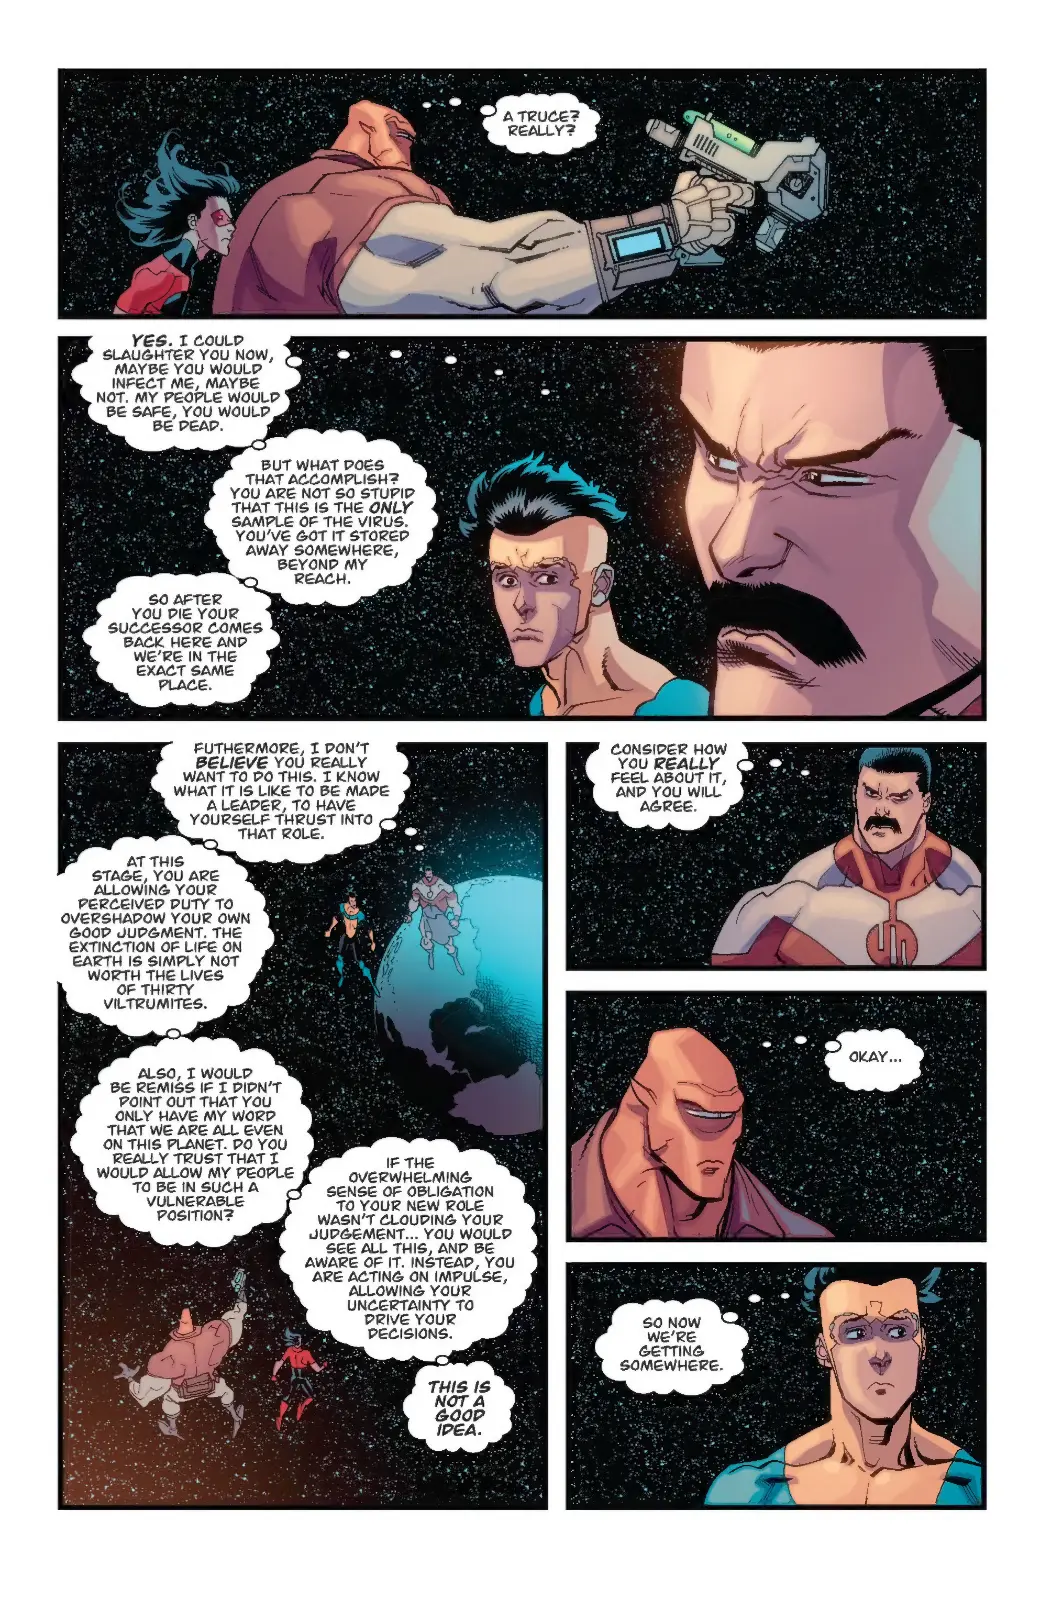 A TRUCE?
REALLY?
YES. I COULD
SLAUGHTER YOU NOW,
MAYBE YOU WOULD
INFECT ME, MAYBE
NOT. MY PEOPLE WOULD
BE SAFE, YOU WOULD
BE DEAD.
BUT WHAT DOES
THAT ACCOMPLISH?
YOU ARE NOT SO STUPID
THAT THIS IS THE ONLY
SAMPLE OF THE VIRUS.
YOU'VE GOT IT STORED
AWAY SOMEWHERE,
BEYOND MY
REACH.
SO AFTER
YOU DIE YOUR
SUCCESSOR COMES
BACK HERE AND
WE'RE IN THE
EXACT SAME
PLACE.
FUTHERMORE, I DON'T
BELIEVE YOU REALLY
WANT TO DO THIS. I KNOW
WHAT IT IS LIKE TO BE MADE
A LEADER, TO HAVE
YOURSELF THRUST INTO
THAT ROLE.
AT THIS
STAGE, YOU ARE
ALLOWING YOUR
PERCEIVED DUTY TO
OVERSHADOW YOUR OWN
GOOD JUDGMENT. THE
EXTINCTION OF LIFE ON
EARTH IS SIMPLY NOT
WORTH THE LIVES
OF THIRTY
VILTRUMITES.
ALSO, I WOULD
BE REMISS IF I DIDN'T
POINT OUT THAT YOU
ONLY HAVE MY WORD
THAT WE ARE ALL EVEN
ON THIS PLANET. DO YOU
REALLY TRUST THAT I
WOULD ALLOW MY PEOPLE
TO BE IN SUCH A
VULNERABLE
POSITION?
IF THE
OVERWHELMING
SENSE OF OBLIGATION
TO YOUR NEW ROLE
WASN'T CLOUDING YOUR
JUDGEMENT... YOU WOULD
SEE ALL THIS, AND BE
AWARE OF IT. INSTEAD, YOU
ARE ACTING ON IMPULSE,
ALLOWING YOUR
UNCERTAINTY TO
DRIVE YOUR
DECISIONS.
THIS IS
NOT A
GOOD
IDEA.
CONSIDER HOW
YOU REALLY
FEEL ABOUT IT,
AND YOU WILL
AGREE.
OKAY...
SO NOW
WE'RE
GETTING
SOMEWHERE.